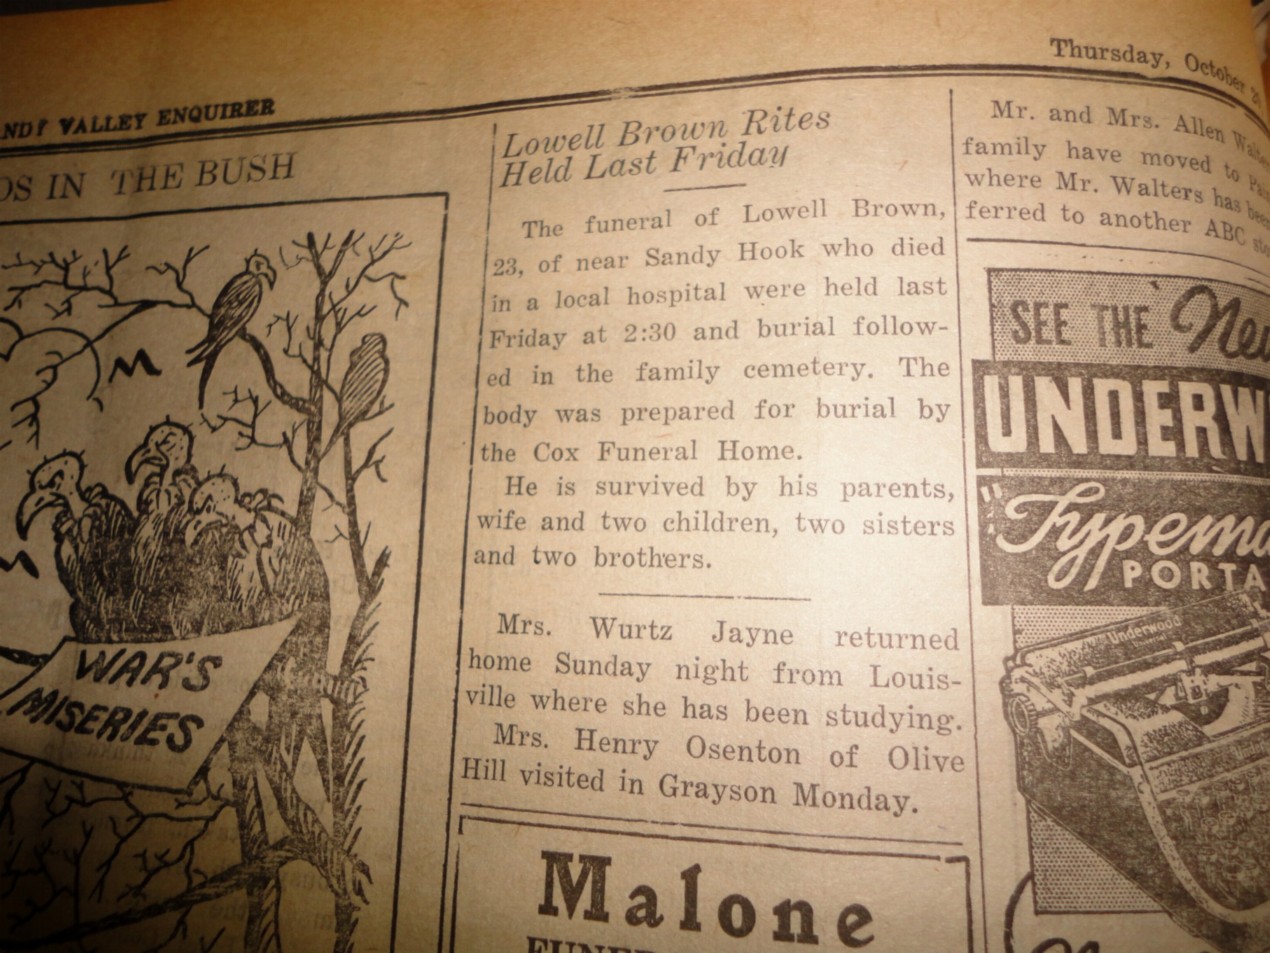 Thursday, October
VALLEY ENQUIRER
IN THE BUSH
WAR'S
MISERIES
Lowell Brown Rites
Held Last Friday
The funeral of Lowell Brown,
23, of near Sandy Hook who died
in a local hospital were held last
Friday at 2:30 and burial follow-
ed in the family cemetery. The
body was prepared for burial by
the Cox Funeral Home.
He is survived by his parents,
wife and two children, two sisters
and two brothers.
Mrs. Wurtz Jayne returned
home Sunday night from Louis-
ville where she has been studying.
Mrs. Henry Osenton of Olive
Hill visited in Grayson Monday.
Malone
Mr. and Mrs. Allen
family have moved to
where Mr. Walters has been
ferred to another ABC
SEE THE
UNDERW
"Typema
PORTA
Underwood